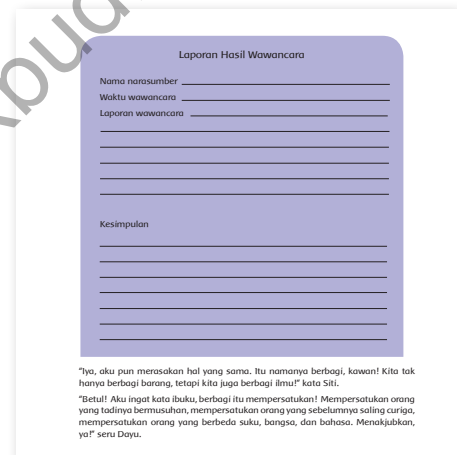 Laporan Hasil Wawancara
Nama narasumber
Waktu wawancara
Laporan wawancara
Kesimpulan
"Iya, aku pun merasakan hal yang sama. Itu namanya berbagi, kawan! Kita tak
hanya berbagi barang, tetapi kita juga berbagi ilmu!" kata Siti.
"Betul! Aku ingat kata ibuku, berbagi itu mempersatukan! Mempersatukan orang
yang tadinya bermusuhan, mempersatukan orang yang sebelumnya saling curiga,
mempersatukan orang yang berbeda suku, bangsa, dan bahasa. Menakjubkan,
ya!" seru Dayu.